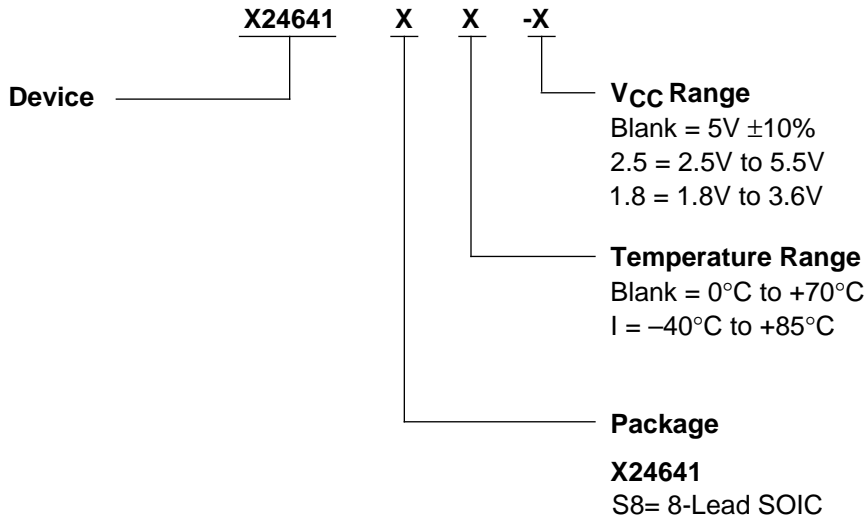 X24641 X X -X
Device
VCC Range
Blank = 5V ±10%
2.5 = 2.5V to 5.5V
1.8 = 1.8V to 3.6V
Temperature Range
Blank = 0°C to +70°C
I = –40°C to +85°C
Package
X24641
S8= 8-Lead SOIC